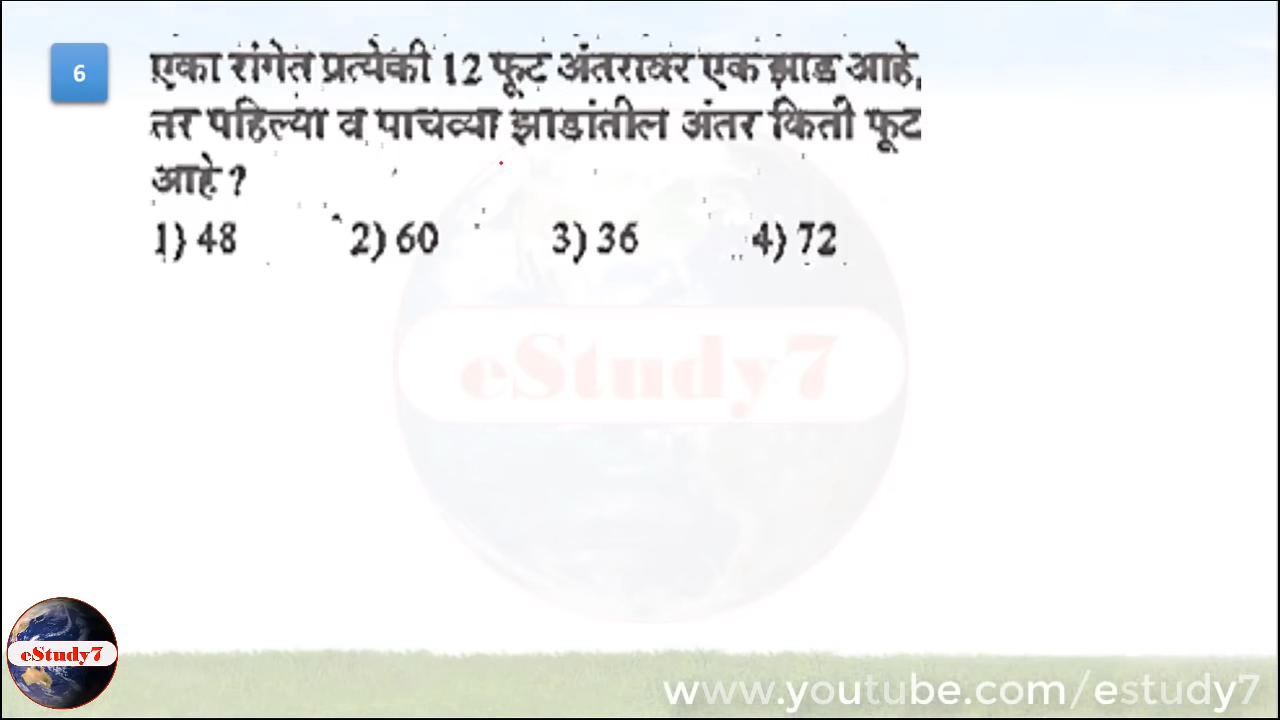 6
एका रांगेत प्रत्येकी 12 फूट अंतरावर एक झाड आहे.
तर पहिल्या व पाचव्या झाडांतील अंतर किती फूट
आहे ?
1) 48 2) 60 3) 36 4) 72
eStudy7
eStudy7
www.youtube.com/estudy7